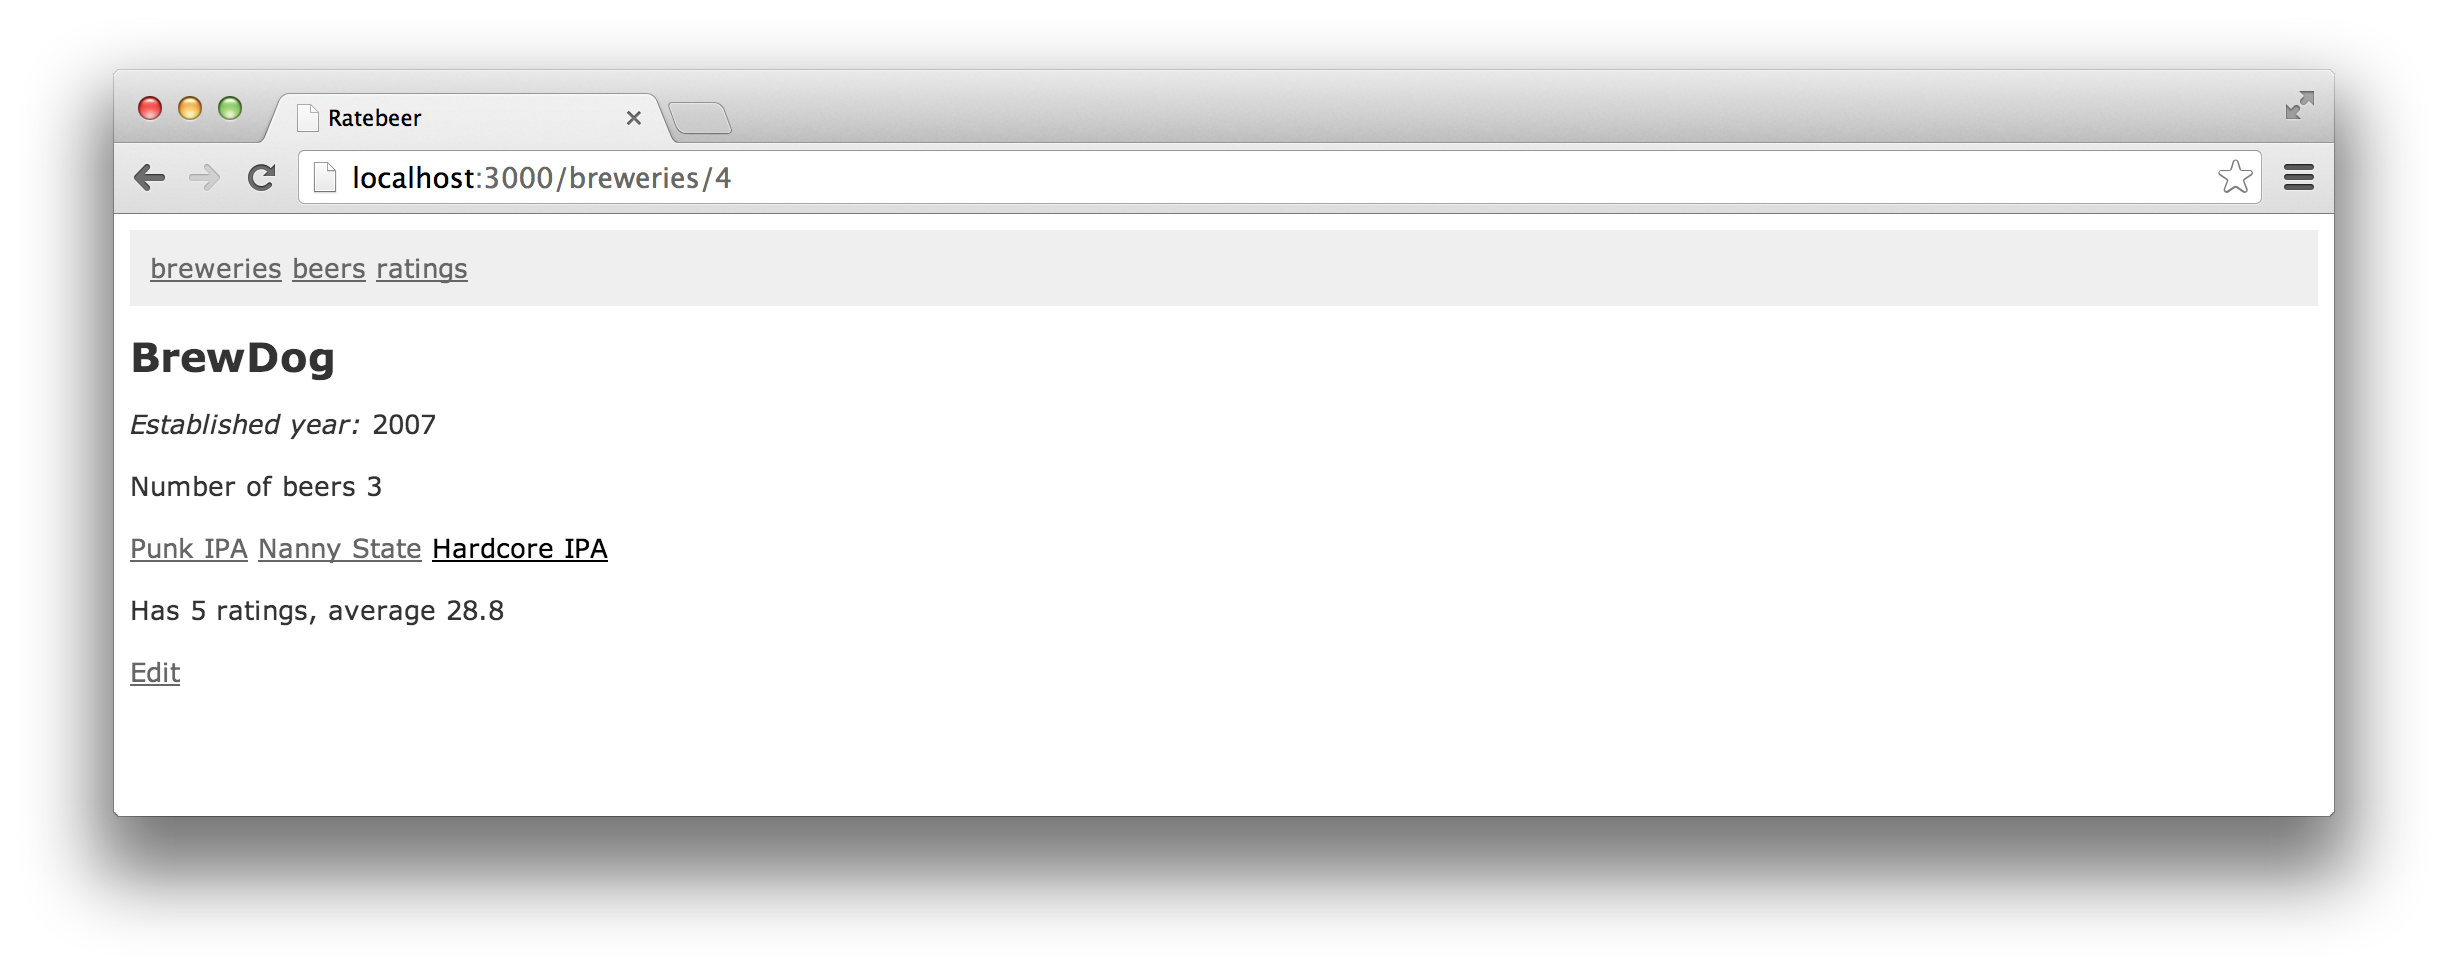 Ratebeer
localhost:3000/breweries/4
breweries beers ratings
BrewDog
Established year: 2007
Number of beers 3
Punk IPA Nanny State Hardcore IPA
Has 5 ratings, average 28.8
Edit